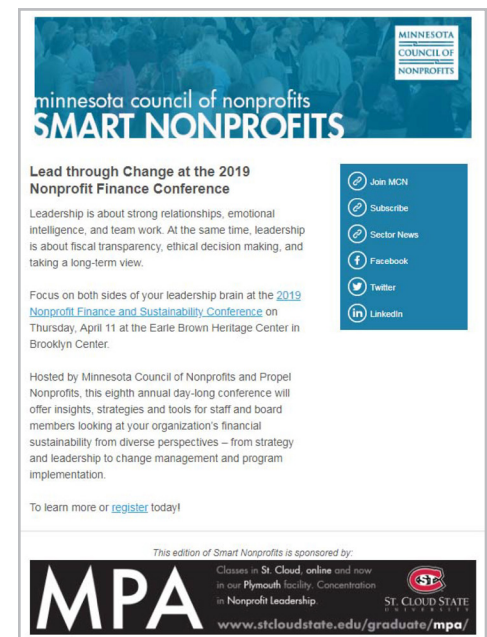 MINNESOTA
COUNCIL OF
NONPROFITS
minnesota council of nonprofits
SMART NONPROFITS
Lead through Change at the 2019
Nonprofit Finance Conference
Leadership is about strong relationships, emotional
intelligence, and team work. At the same time, leadership
is about fiscal transparency, ethical decision making, and
taking a long-term view.
Focus on both sides of your leadership brain at the 2019
Nonprofit Finance and Sustainability Conference on
Thursday, April 11 at the Earle Brown Heritage Center in
Brooklyn Center.
Hosted by Minnesota Council of Nonprofits and Propel
Nonprofits, this eighth annual day-long conference will
offer insights, strategies and tools for staff and board
members looking at your organization's financial
sustainability from diverse perspectives – from strategy
and leadership to change management and program
implementation.
To learn more or register today!
Join MCN
Subscribe
Sector News
Facebook
Twitter
LinkedIn
This edition of Smart Nonprofits is sponsored by:
MPA
Classes in St. Cloud, online and now
in our Plymouth facility. Concentration
in Nonprofit Leadership.
www.stcloudstate.edu/graduate/mpa/
ST. CLOUD STATE
UNIVERSITY